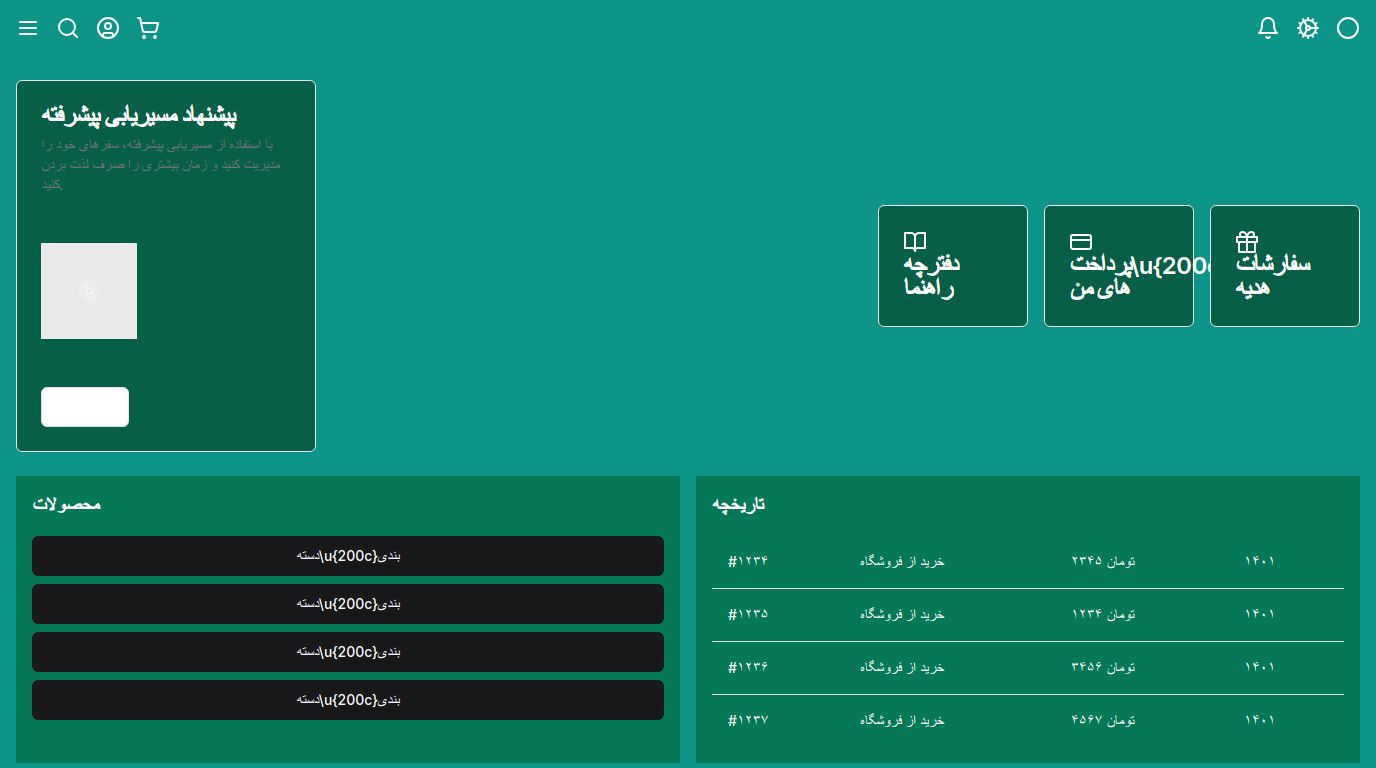 پیشنهاد مسیریابی پیشرفته
با استفاده از مسیریابی پیشرفته، سفرهای خود را
مدیریت کنید و زمان بیشتری را صرف لذت بردن
کنید.
سفارشات
هدیه
پرداخت\u{200c
های من
دفترچه
راهنما
محصولات
دسته\u{200c}بندی
دسته\u{200c}بندی
دسته\u{200c}بندی
دسته\u{200c}بندی
تاریخچه
#۱۲۳۴ خرید از فروشگاه ۲۳۴۵ تومان ۱۴۰۱
#۱۲۳۵ خرید از فروشگاه ۱۲۳۴ تومان ۱۴۰۱
#۱۲۳۶ خرید از فروشگاه ۳۴۵۶ تومان ۱۴۰۱
#۱۲۳۷ خرید از فروشگاه ۴۵۶۷ تومان ۱۴۰۱